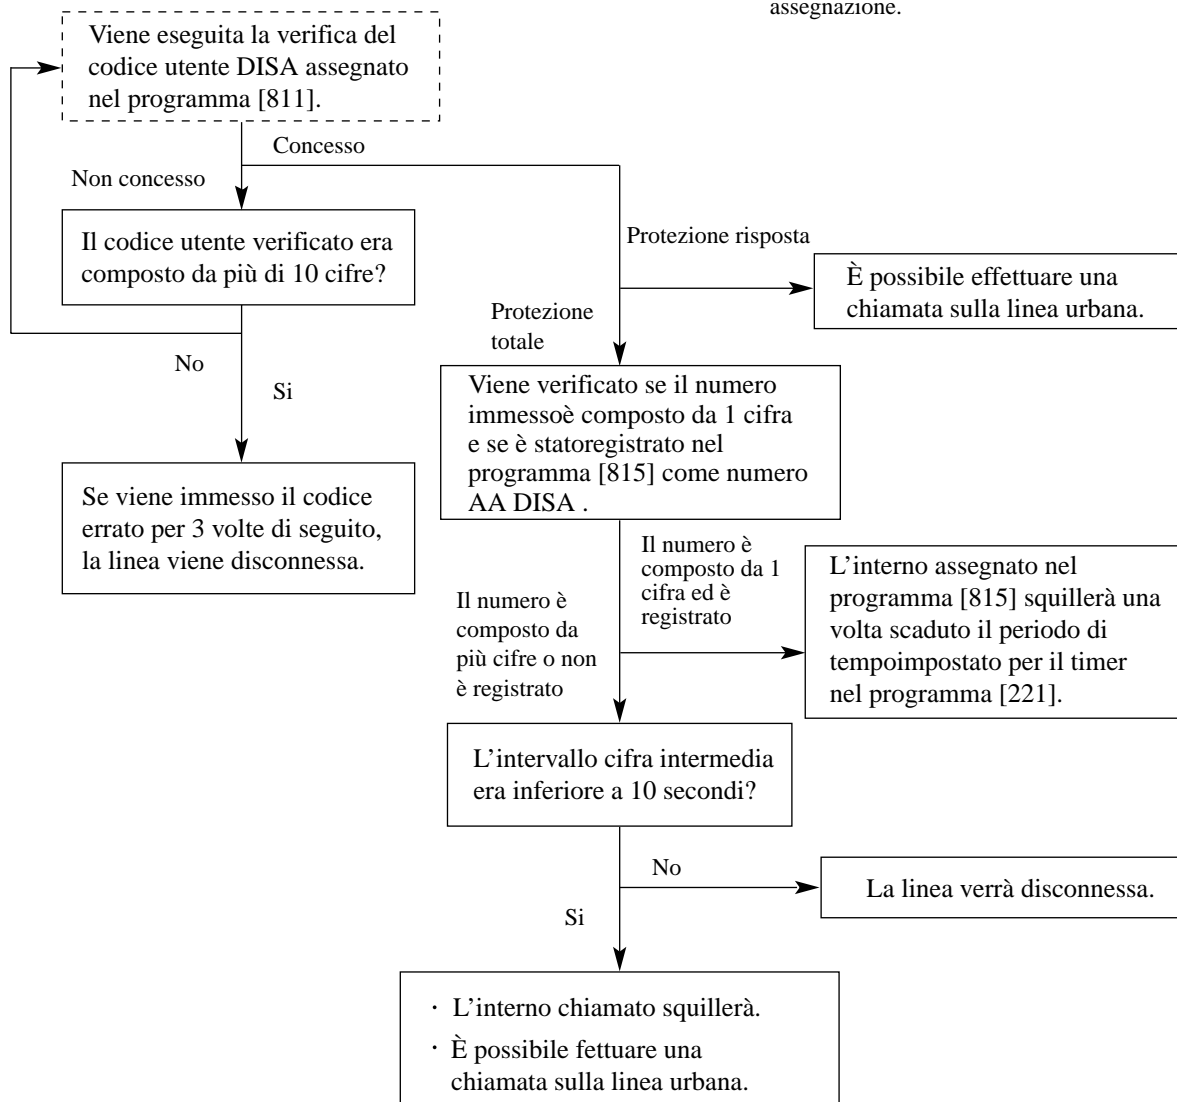 assegnazione.
Viene eseguita la verifica del
codice utente DISA assegnato
nel programma [811].
Concesso
Non concesso
Il codice utente verificato era
composto da più di 10 cifre?
Protezione risposta
È possibile effettuare una
chiamata sulla linea urbana.
Protezione
totale
No
Si
Viene verificato se il numero
immessoè composto da 1 cifra
e se è statoregistrato nel
programma [815] come numero
AA DISA .
Se viene immesso il codice
errato per 3 volte di seguito,
la linea viene disconnessa.
Il numero è
composto da 1
cifra ed è
registrato
L’interno assegnato nel
programma [815] squillerà una
volta scaduto il periodo di
tempoimpostato per il timer
nel programma [221].
Il numero è
composto da
più cifre o non
è registrato
L’intervallo cifra intermedia
era inferiore a 10 secondi?
No
La linea verrà disconnessa.
Si
· L’interno chiamato squillerà.
· È possibile fettuare una
chiamata sulla linea urbana.